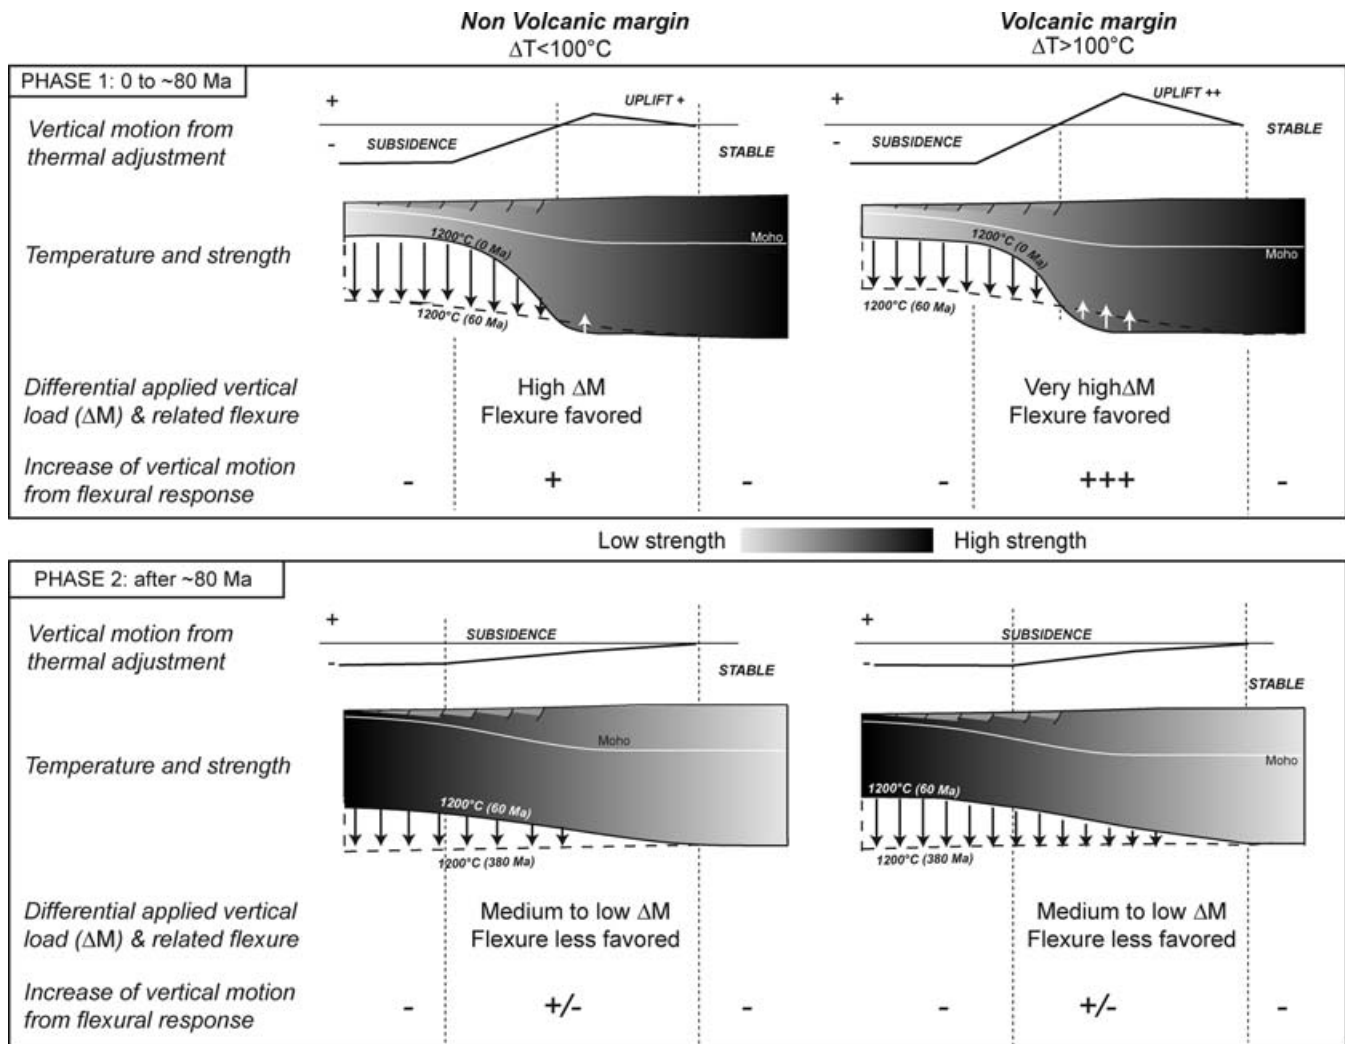 Non Volcanic margin
ΔT<100°C
Volcanic margin
ΔT>100°C
PHASE 1: 0 to ~80 Ma
Vertical motion from
thermal adjustment
+
-
SUBSIDENCE
UPLIFT +
STABLE
+
-
SUBSIDENCE
UPLIFT ++
STABLE
Temperature and strength
1200°C (0 Ma)
Moho
1200°C (60 Ma)
1200°C (0 Ma)
Moho
1200°C (60 Ma)
Differential applied vertical
load (ΔM) & related flexure
High ΔM
Flexure favored
Very highΔM
Flexure favored
Increase of vertical motion
from flexural response
- + - - +++ -
Low strength
High strength
PHASE 2: after ~80 Ma
Vertical motion from
thermal adjustment
+
-
SUBSIDENCE
STABLE
+
-
SUBSIDENCE
STABLE
Temperature and strength
Moho
1200°C (60 Ma)
1200°C (380 Ma)
Moho
1200°C (60 Ma)
1200°C (380 Ma)
Differential applied vertical
load (ΔM) & related flexure
Medium to low ΔM
Flexure less favored
Medium to low ΔM
Flexure less favored
Increase of vertical motion
from flexural response
- +/- - - +/- -